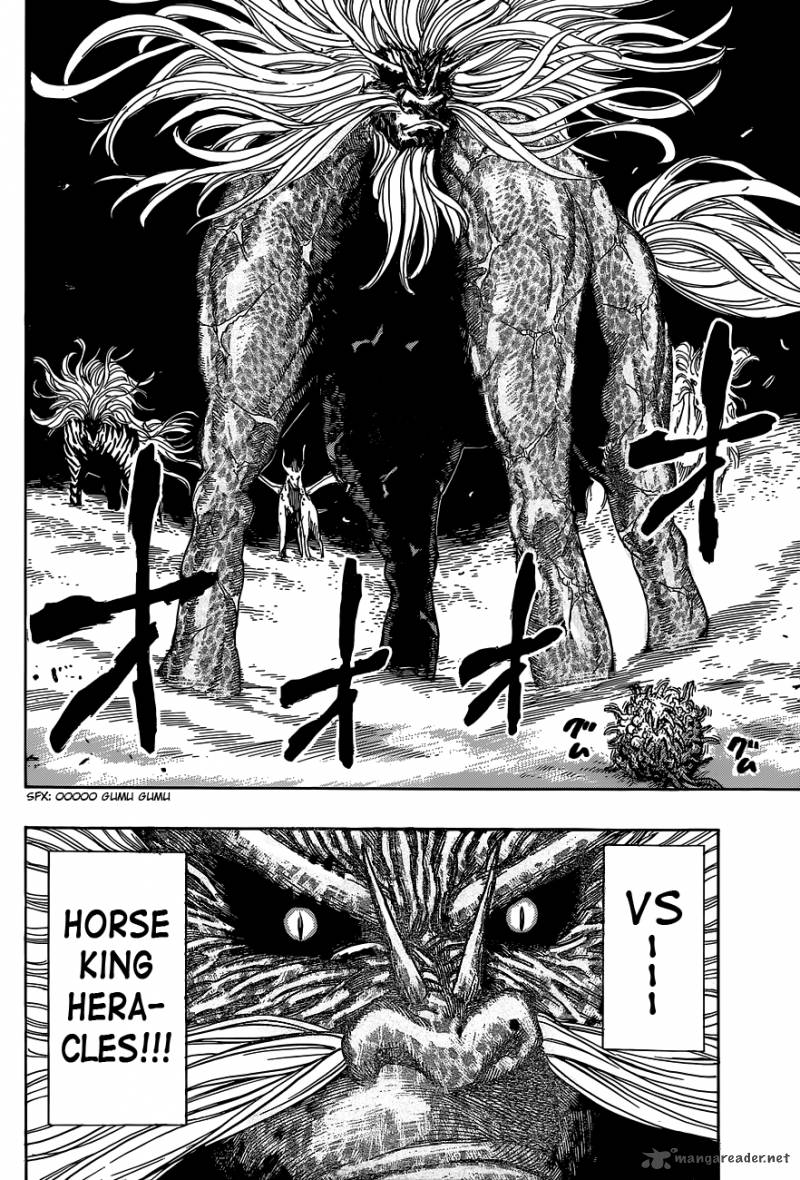 オオオオオ
グム
グム
SFX: OOOOO GUMU GUMU
VS
HORSE
KING
HERA-
CLES!!!
mangareader.net